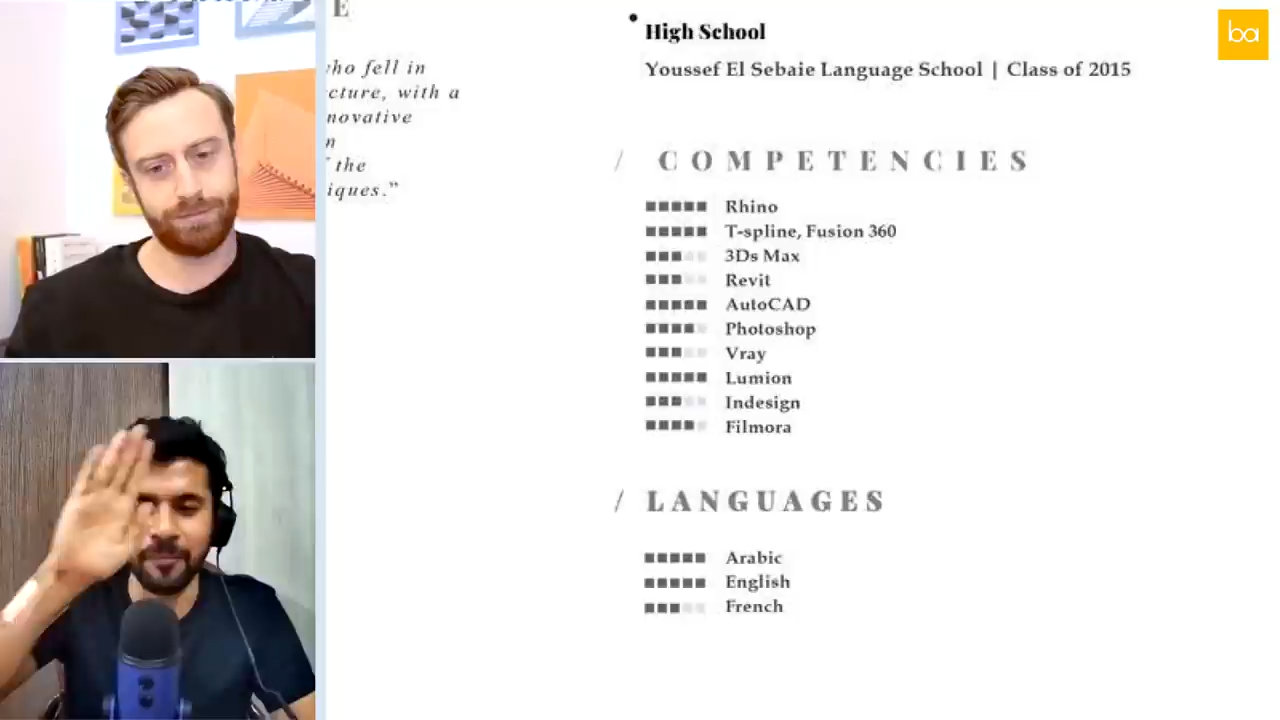 E
who fell in
cture, with a
novative
n
the
iques.”
High School
Youssef El Sebaie Language School | Class of 2015
/ COMPETENCIES
Rhino
T-spline, Fusion 360
3Ds Max
Revit
AutoCAD
Photoshop
Vray
Lumion
Indesign
Filmora
/ LANGUAGES
Arabic
English
French
ba